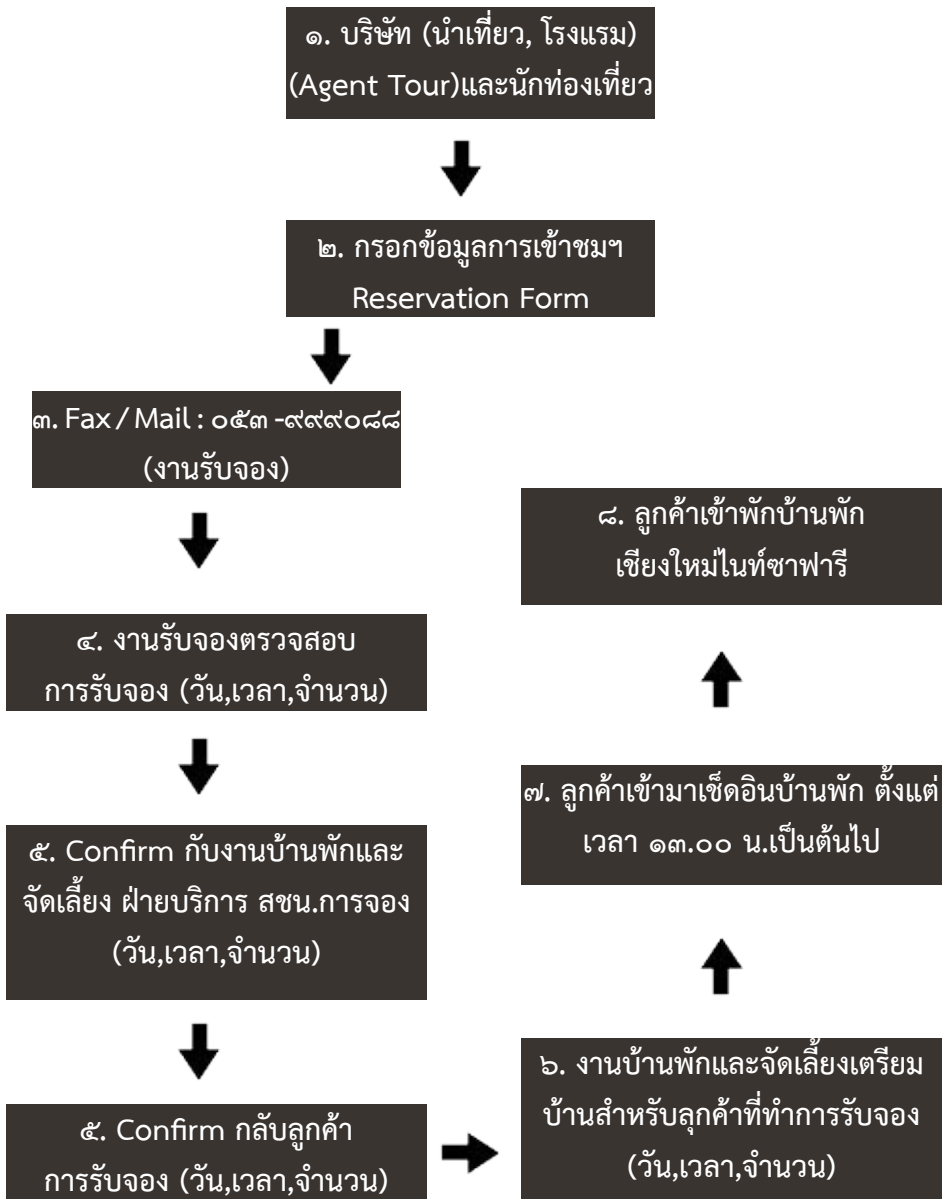 ๑. บริษัท (นำเที่ยว, โรงแรม)
(Agent Tour)และนักท่องเที่ยว
๒. กรอกข้อมูลการเข้าชมฯ
Reservation Form
๓. Fax / Mail : ๐๕๓ -๙๙๙๐๘๘
(งานรับจอง)
๔. งานรับจองตรวจสอบ
การรับจอง (วัน,เวลา,จำนวน)
๕. Confirm กับงานบ้านพักและ
จัดเลี้ยง ฝ่ายบริการ สชน.การจอง
(วัน,เวลา,จำนวน)
๕. Confirm กลับลูกค้า
การรับจอง (วัน,เวลา,จำนวน)
๖. งานบ้านพักและจัดเลี้ยงเตรียม
บ้านสำหรับลุกค้าที่ทำการรับจอง
(วัน,เวลา,จำนวน)
๗. ลูกค้าเข้ามาเช็ดอินบ้านพัก ตั้งแต่
เวลา ๑๓.๐๐ น.เป็นต้นไป
๘. ลูกค้าเข้าพักบ้านพัก
เชียงใหม่ไนท์ซาฟารี